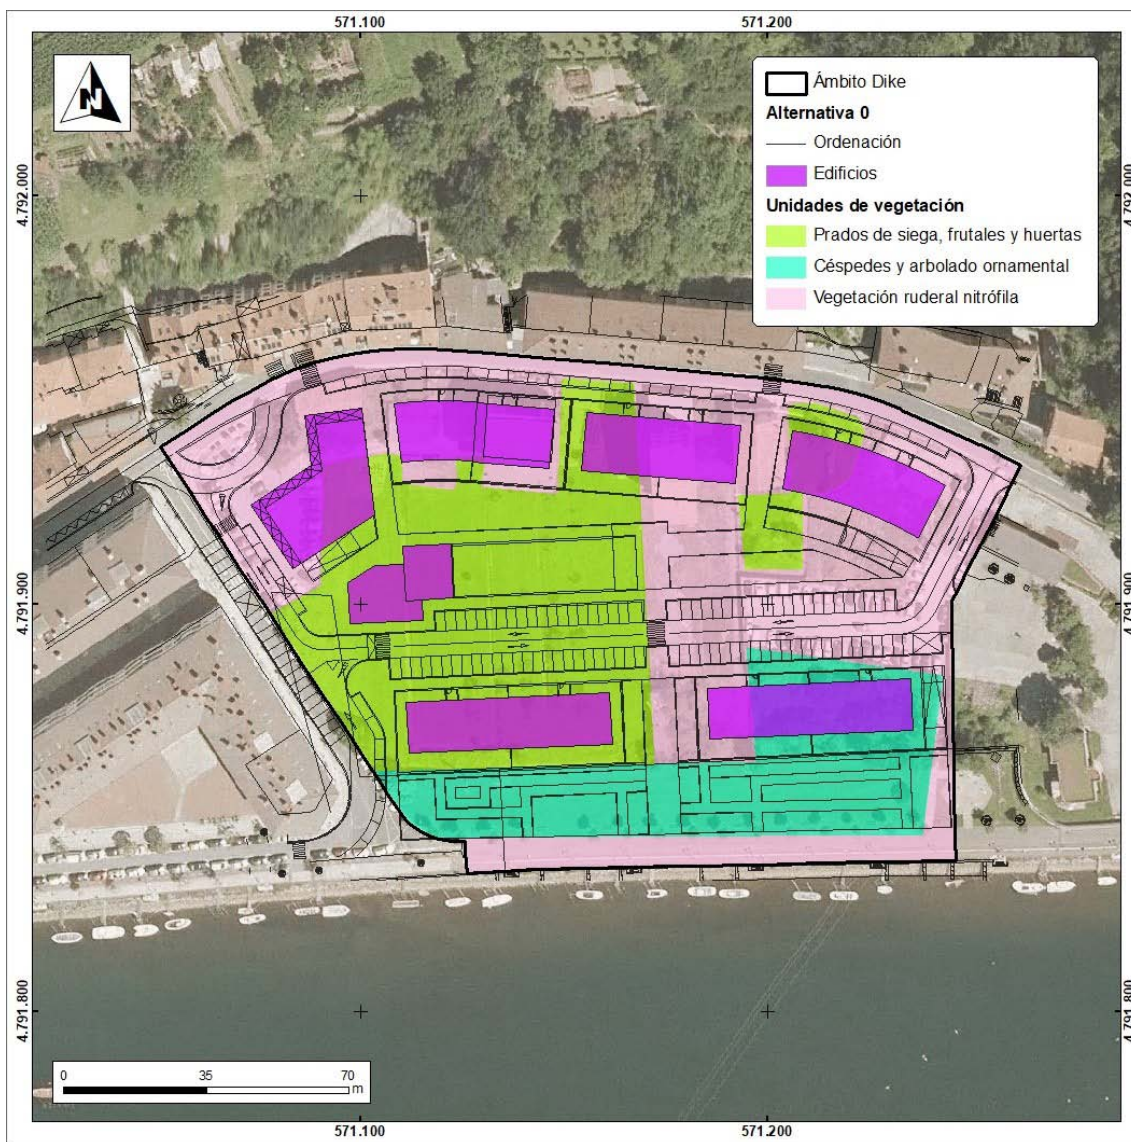 571.100
571.200
N
Ámbito Dike
Alternativa 0
Ordenación
Edificios
Unidades de vegetación
Prados de siega, frutales y huertas
Céspedes y arbolado ornamental
Vegetación ruderal nitrófila
4.792.000
4.792.000
4.791.900
4.791.900
4.791.800
4.791.800
0
35
70
m
571.100
571.200